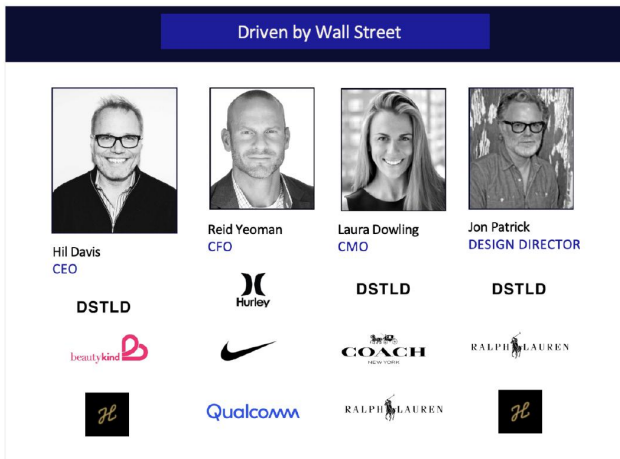 Driven by Wall Street
Hil Davis
CEO
DSTLD
beautykind
H
Reid Yeoman
CFO
Hurley
Qualcomm
Laura Dowling
CMO
DSTLD
COACH
NEW YORK
RALPH LAUREN
Jon Patrick
DESIGN DIRECTOR
DSTLD
RALPH LAUREN
H